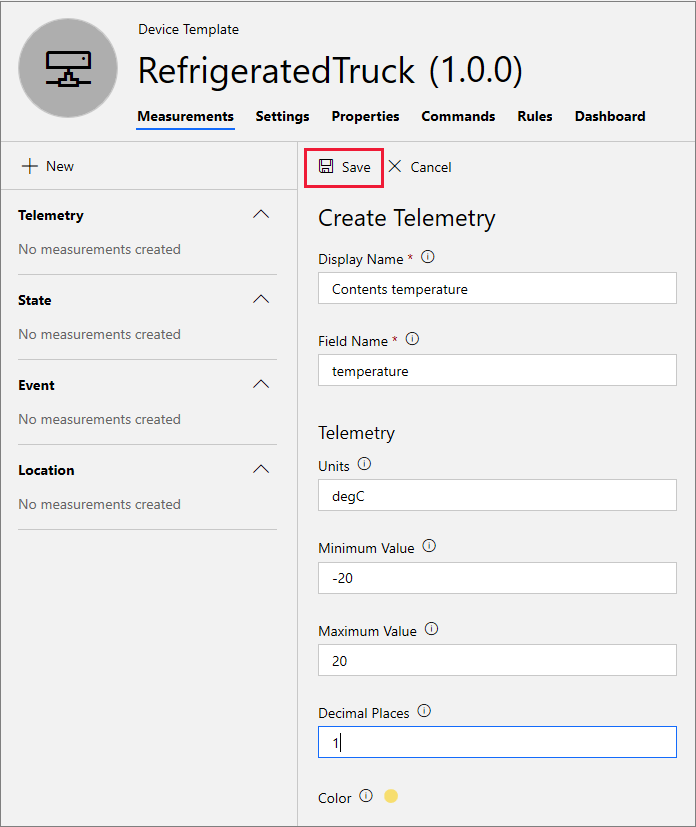 Device Template
RefrigeratedTruck (1.0.0)
Measurements Settings Properties Commands Rules Dashboard
New
Telemetry
No measurements created
State
No measurements created
Event
No measurements created
Location
No measurements created
Save Cancel
Create Telemetry
Display Name *
Contents temperature
Field Name *
temperature
Telemetry
Units
degC
Minimum Value
-20
Maximum Value
20
Decimal Places
1
Color